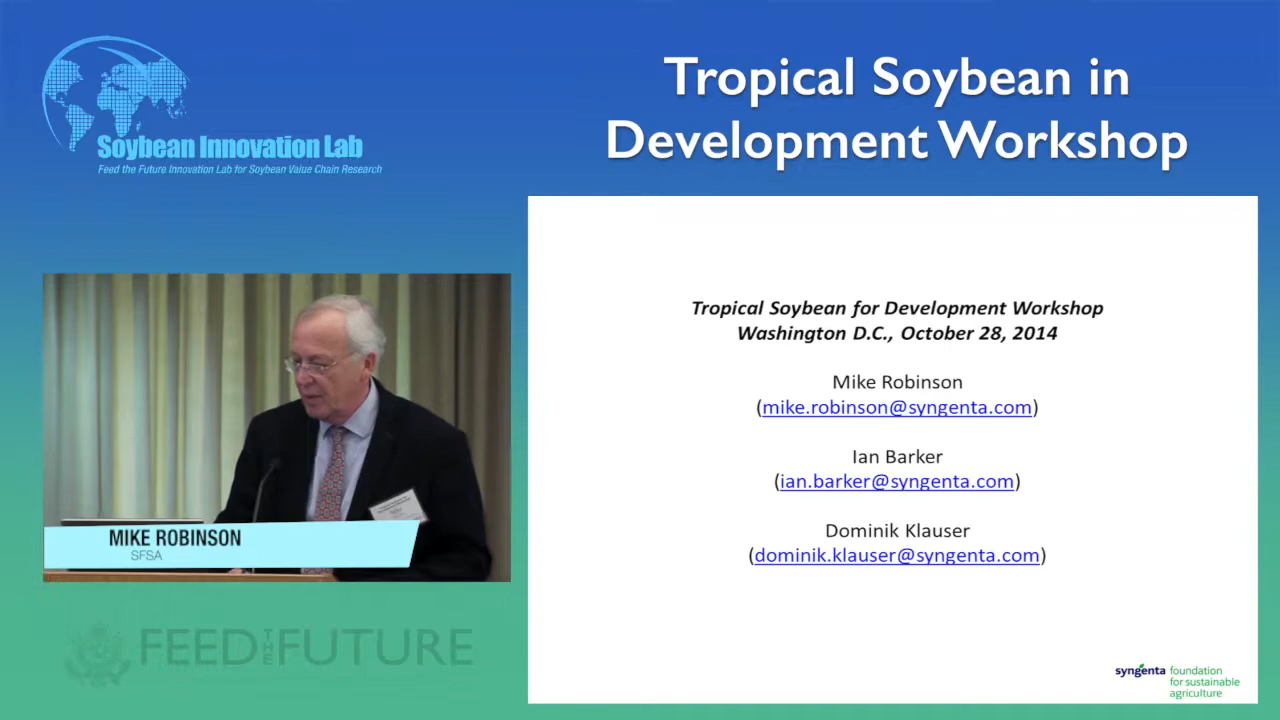 Soybean Innovation Lab
Feed the Future Innovation Lab for Soybean Value Chain Research
Tropical Soybean in
Development Workshop
Tropical Soybean for Development Workshop
Washington D.C., October 28, 2014
Mike Robinson
(mike.robinson@syngenta.com)
Ian Barker
(ian.barker@syngenta.com)
Dominik Klauser
(dominik.klauser@syngenta.com)
MIKE ROBINSON
SFSA
FEED THE FUTURE
syngenta foundation
for sustainable
agriculture